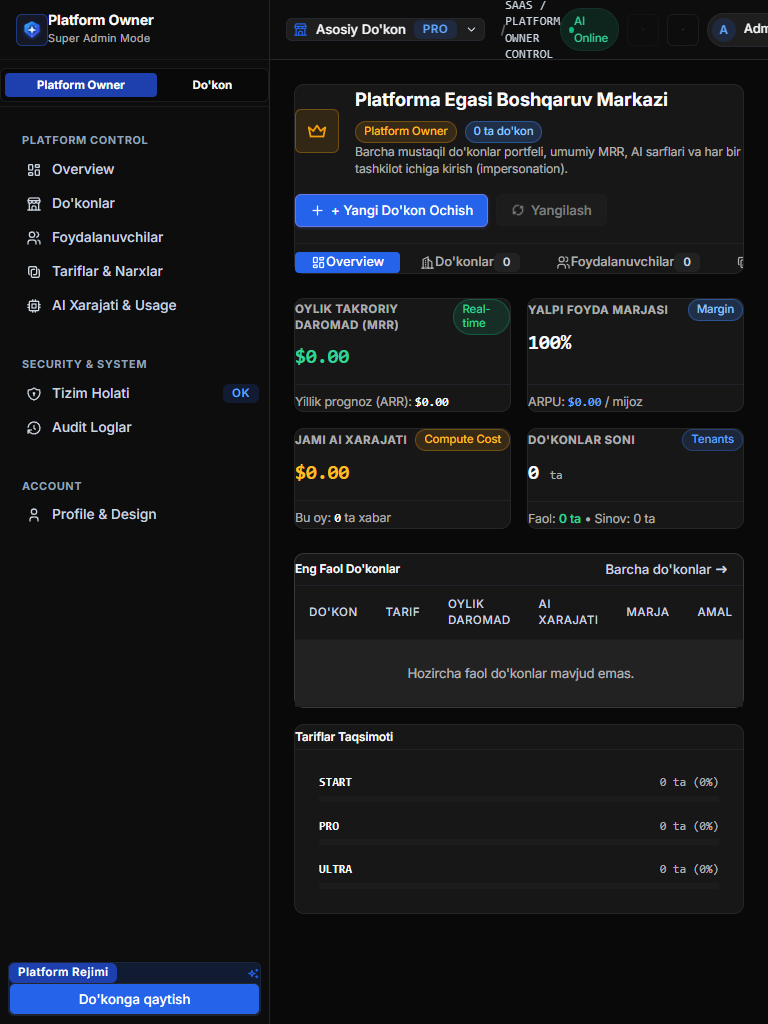 Platform Owner
Super Admin Mode
Platform Owner
Do'kon
PLATFORM CONTROL
Overview
Do'konlar
Foydalanuvchilar
Tariflar & Narxlar
AI Xarajati & Usage
SECURITY & SYSTEM
Tizim Holati
OK
Audit Loglar
ACCOUNT
Profile & Design
Platform Rejimi
Do'konga qaytish
Asosiy Do'kon
PRO
/
SAAS /
PLATFORM
OWNER
CONTROL
AI
Online
A
Adm
Platforma Egasi Boshqaruv Markazi
Platform Owner
0 ta do'kon
Barcha mustaqil do'konlar portfeli, umumiy MRR, AI sarflari va har bir
tashkilot ichiga kirish (impersonation).
+ Yangi Do'kon Ochish
Yangilash
Overview
Do'konlar 0
Foydalanuvchilar 0
OYLIK TAKRORIY
DAROMAD (MRR)
Real-
time
$0.00
Yillik prognoz (ARR): $0.00
YALPI FOYDA MARJASI
Margin
100%
ARPU: $0.00 / mijoz
JAMI AI XARAJATI
Compute Cost
$0.00
Bu oy: 0 ta xabar
DO'KONLAR SONI
Tenants
0 ta
Faol: 0 ta • Sinov: 0 ta
Eng Faol Do'konlar
Barcha do'konlar →
DO'KON
TARIF
OYLIK
DAROMAD
AI
XARAJATI
MARJA
AMAL
Hozircha faol do'konlar mavjud emas.
Tariflar Taqsimoti
START
0 ta (0%)
PRO
0 ta (0%)
ULTRA
0 ta (0%)